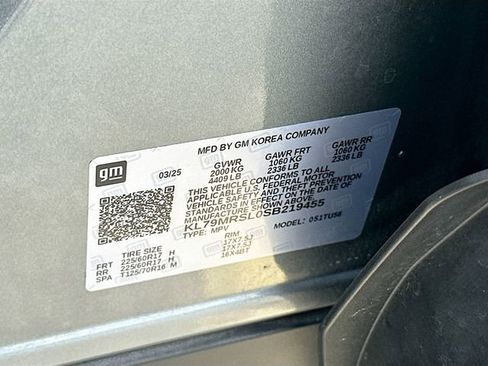 MFD BY GM KOREA COMPANY
gm
03/25
GVWR GAWR FRT GAWR RR
2000 KG 1060 KG 1060 KG
4409 LB 2336 LB 2336 LB
THIS VEHICLE CONFORMS TO ALL
APPLICABLE U.S. FEDERAL MOTOR
VEHICLE SAFETY AND THEFT PREVENTION
STANDARDS IN EFFECT ON THE DATE OF
MANUFACTURE SHOWN ABOVE.
KL79MRSL0SB219455
TYPE: MPV MODEL: 0S1TU56
TIRE SIZE RIM
FRT 225/60R17 H 17X7.5J
RR 225/60R17 H 17X7.5J
SPA T125/70R16 M 16X4BT